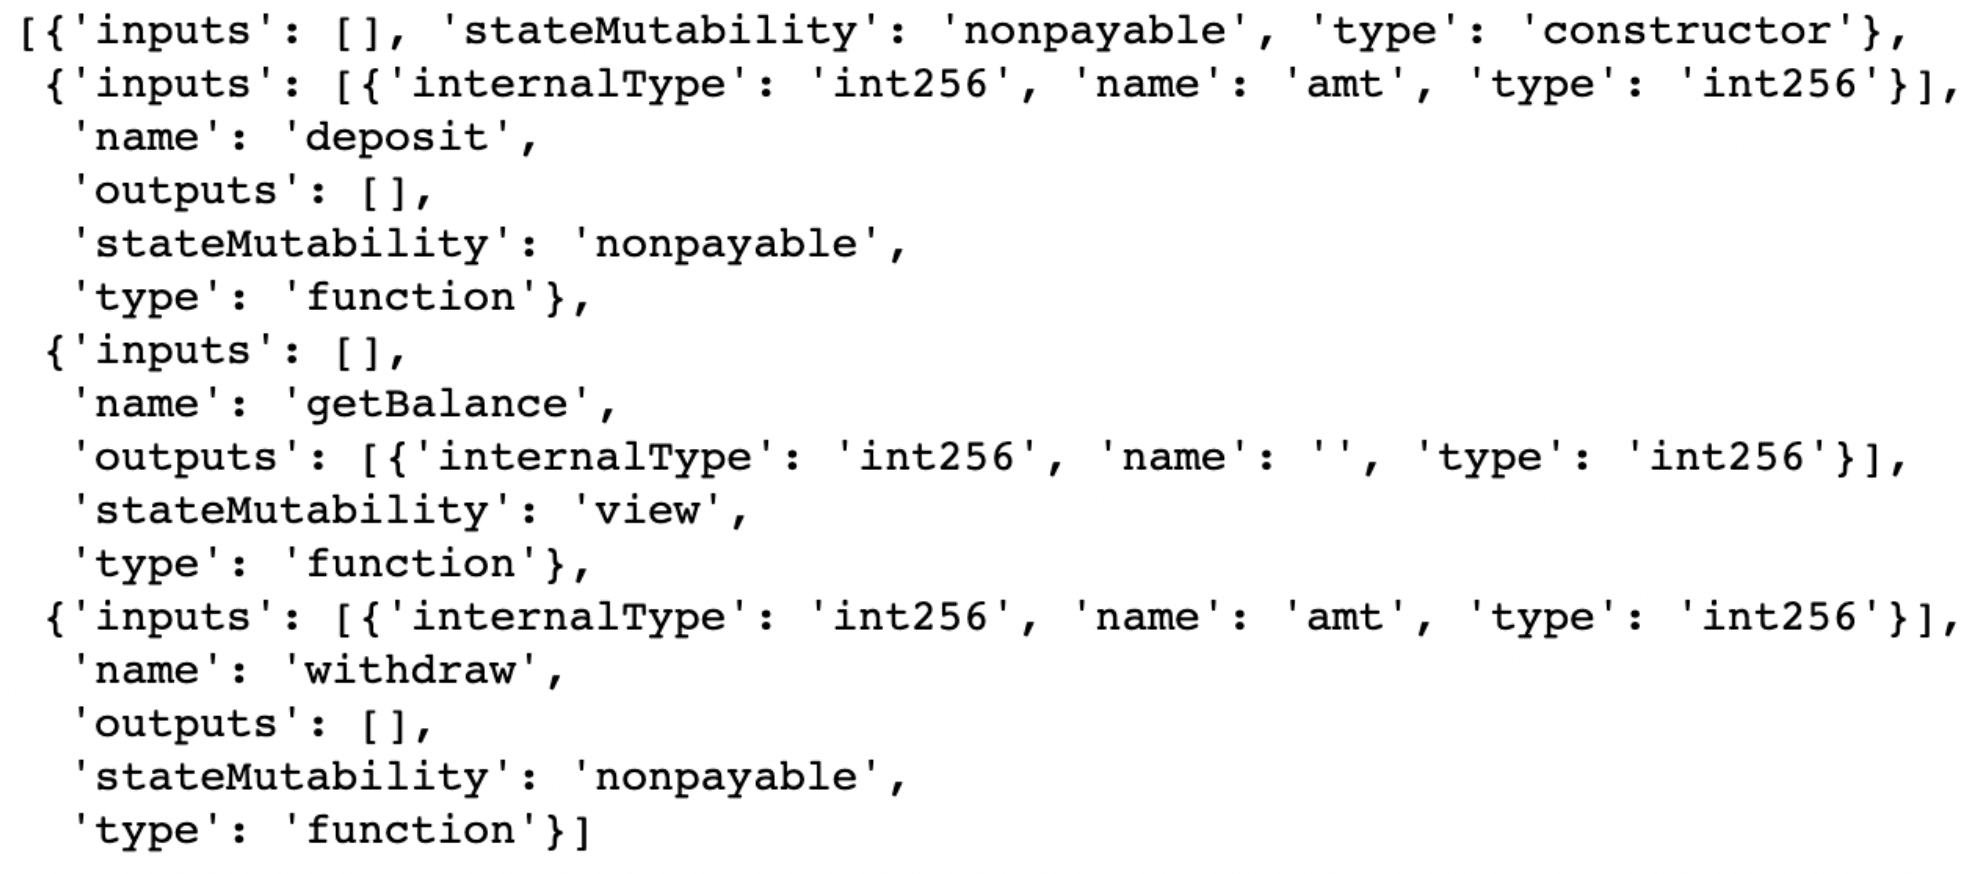 [{'inputs': [], 'stateMutability': 'nonpayable', 'type': 'constructor'},
 {'inputs': [{'internalType': 'int256', 'name': 'amt', 'type': 'int256'}],
  'name': 'deposit',
  'outputs': [],
  'stateMutability': 'nonpayable',
  'type': 'function'},
 {'inputs': [],
  'name': 'getBalance',
  'outputs': [{'internalType': 'int256', 'name': '', 'type': 'int256'}],
  'stateMutability': 'view',
  'type': 'function'},
 {'inputs': [{'internalType': 'int256', 'name': 'amt', 'type': 'int256'}],
  'name': 'withdraw',
  'outputs': [],
  'stateMutability': 'nonpayable',
  'type': 'function'}]